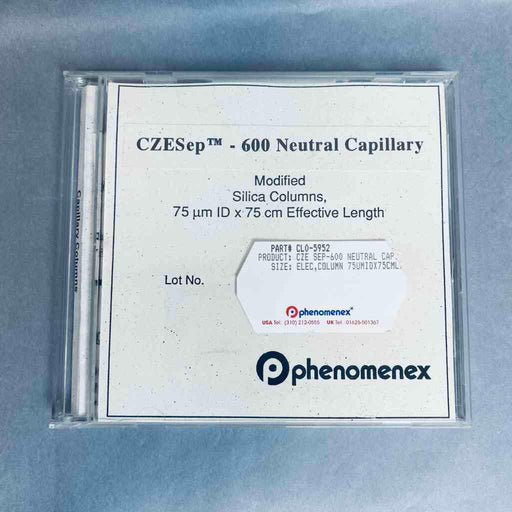 CZESep™ - 600 Neutral Capillary
Modified
Silica Columns,
75 µm ID x 75 cm Effective Length
Lot No.
PART# CLO-5952
PRODUCT: CZE SEP-600 NEUTRAL CAP.
SIZE: ELEC,COLUMN 75UMIDX75CML
phenomenex®
USA Tel: (310) 212-0555 UK Tel: 01625-501367
phenomenex
Capillary Columns